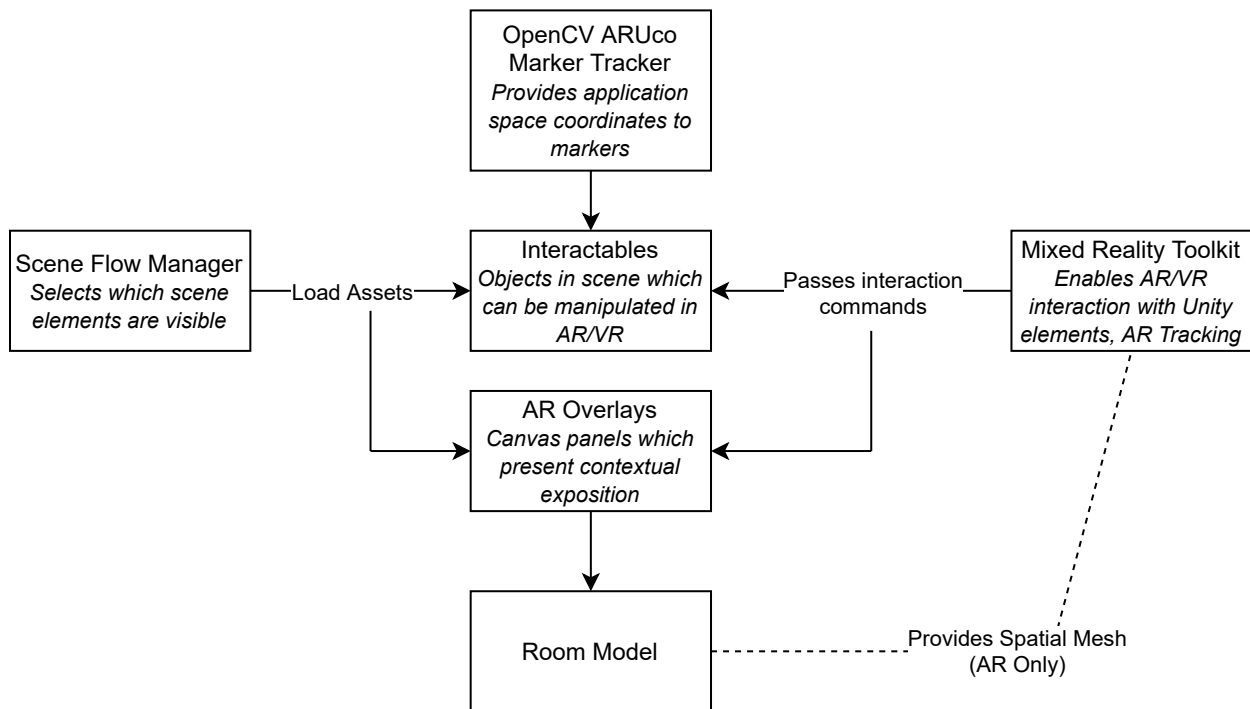 OpenCV ARUco
Marker Tracker
Provides application
space coordinates to
markers
Scene Flow Manager
Selects which scene
elements are visible
Load Assets
Interactables
Objects in scene which
can be manipulated in
AR/VR
Passes interaction
commands
Mixed Reality Toolkit
Enables AR/VR
interaction with Unity
elements, AR Tracking
AR Overlays
Canvas panels which
present contextual
exposition
Room Model
Provides Spatial Mesh
(AR Only)